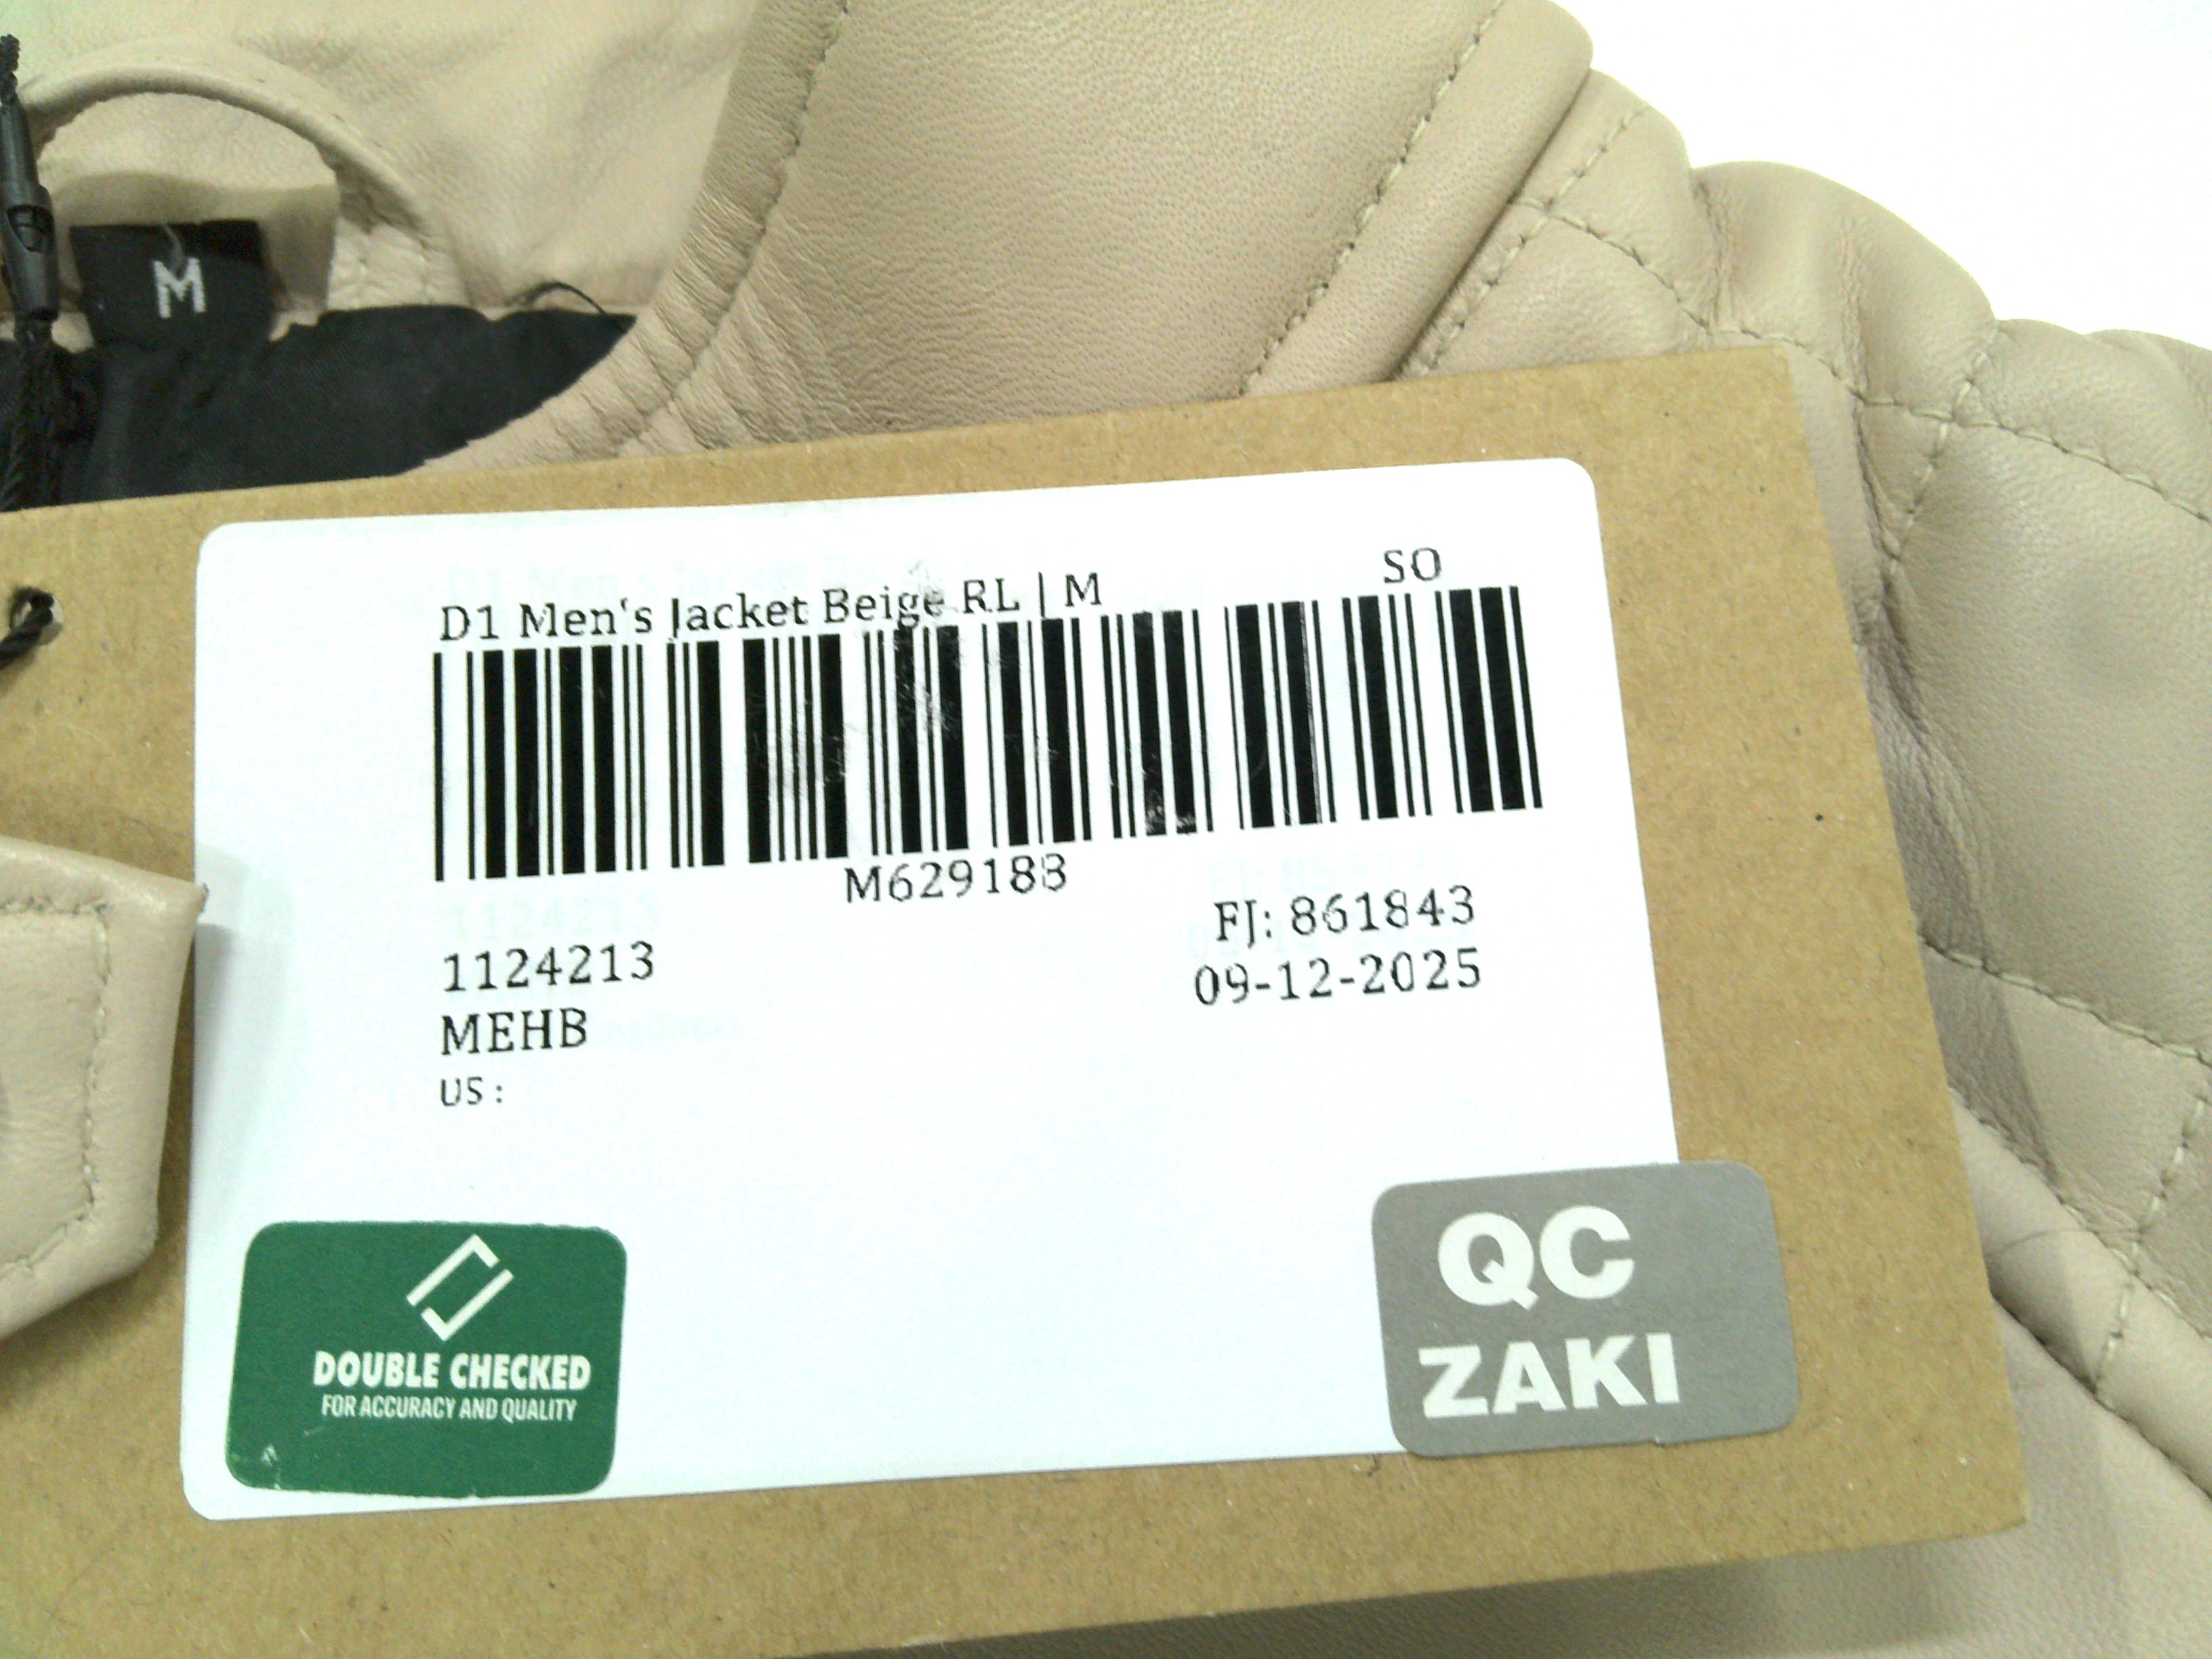 M
D1 Men's Jacket Beige RL | M
SO
M629183
FJ: 861843
1124213
09-12-2025
MEHB
US :
DOUBLE CHECKED
FOR ACCURACY AND QUALITY
QC
ZAKI